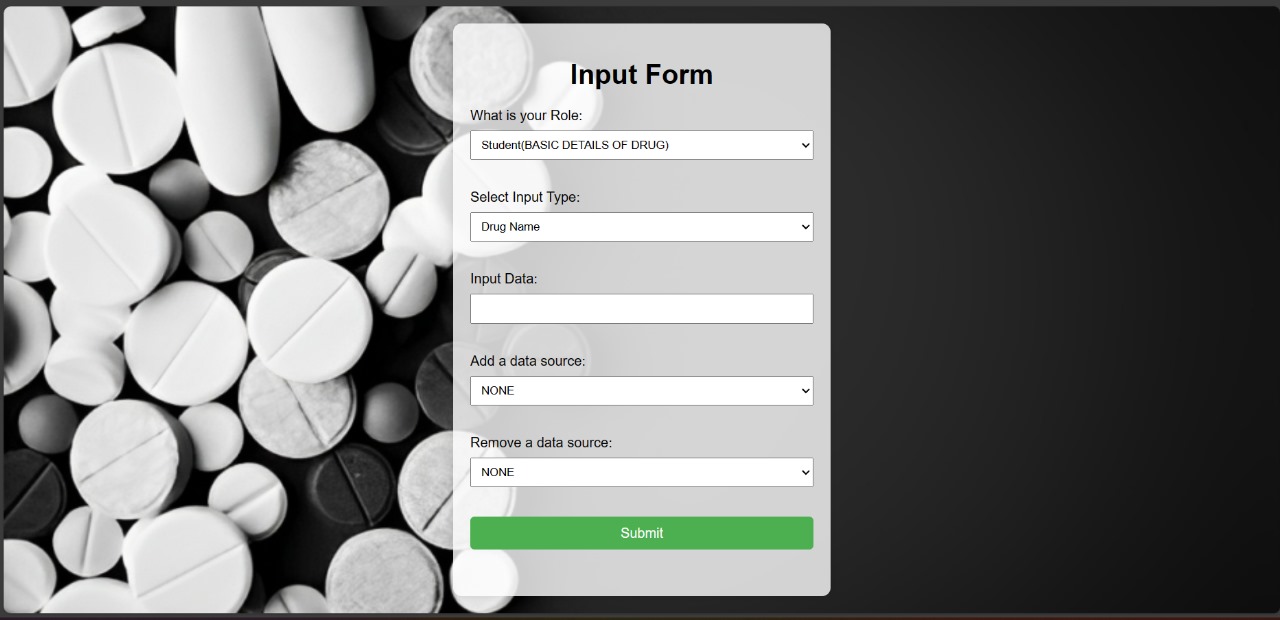 Input Form
What is your Role:
Student(BASIC DETAILS OF DRUG)
Select Input Type:
Drug Name
Input Data:
Add a data source:
NONE
Remove a data source:
NONE
Submit